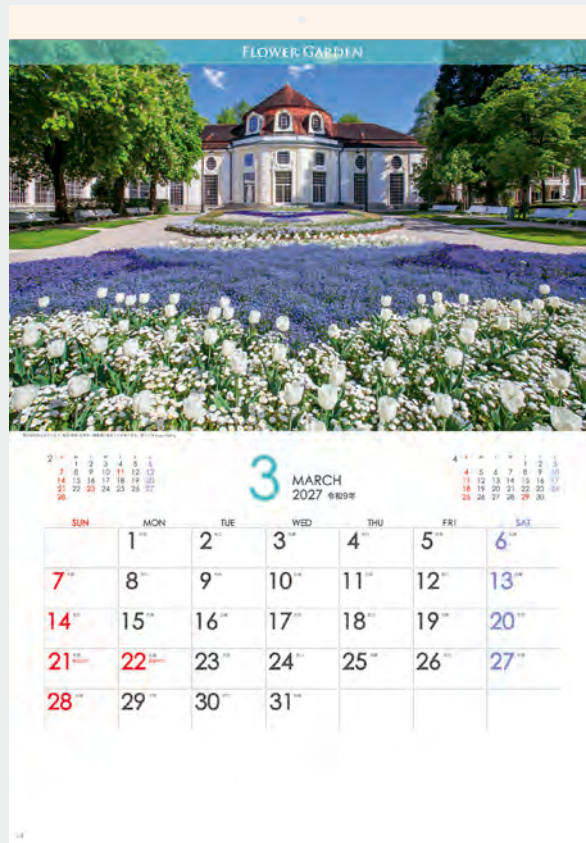 FLOWER GARDEN
2
1 2 3 4 5 6
7 8 9 10 11 12 13
14 15 16 17 18 19 20
21 22 23 24 25 26 27
28
3
MARCH
2027 令和9年
4
1 2 3
4 5 6 7 8 9 10
11 12 13 14 15 16 17
18 19 20 21 22 23 24
25 26 27 28 29 30
SUN MON TUE WED THU FRI SAT
1 2 3 4 5 6
7 8 9 10 11 12 13
14 15 16 17 18 19 20
21 22 23 24 25 26 27
28 29 30 31